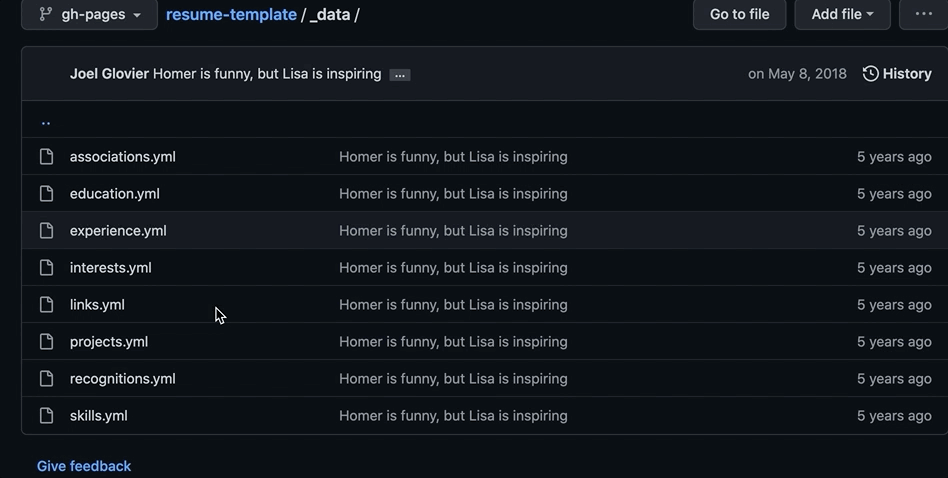 gh-pages resume-template / _data / Go to file Add file ...
Joel Glovier Homer is funny, but Lisa is inspiring ... on May 8, 2018 History
..
associations.yml Homer is funny, but Lisa is inspiring 5 years ago
education.yml Homer is funny, but Lisa is inspiring 5 years ago
experience.yml Homer is funny, but Lisa is inspiring 5 years ago
interests.yml Homer is funny, but Lisa is inspiring 5 years ago
links.yml Homer is funny, but Lisa is inspiring 5 years ago
projects.yml Homer is funny, but Lisa is inspiring 5 years ago
recognitions.yml Homer is funny, but Lisa is inspiring 5 years ago
skills.yml Homer is funny, but Lisa is inspiring 5 years ago
Give feedback